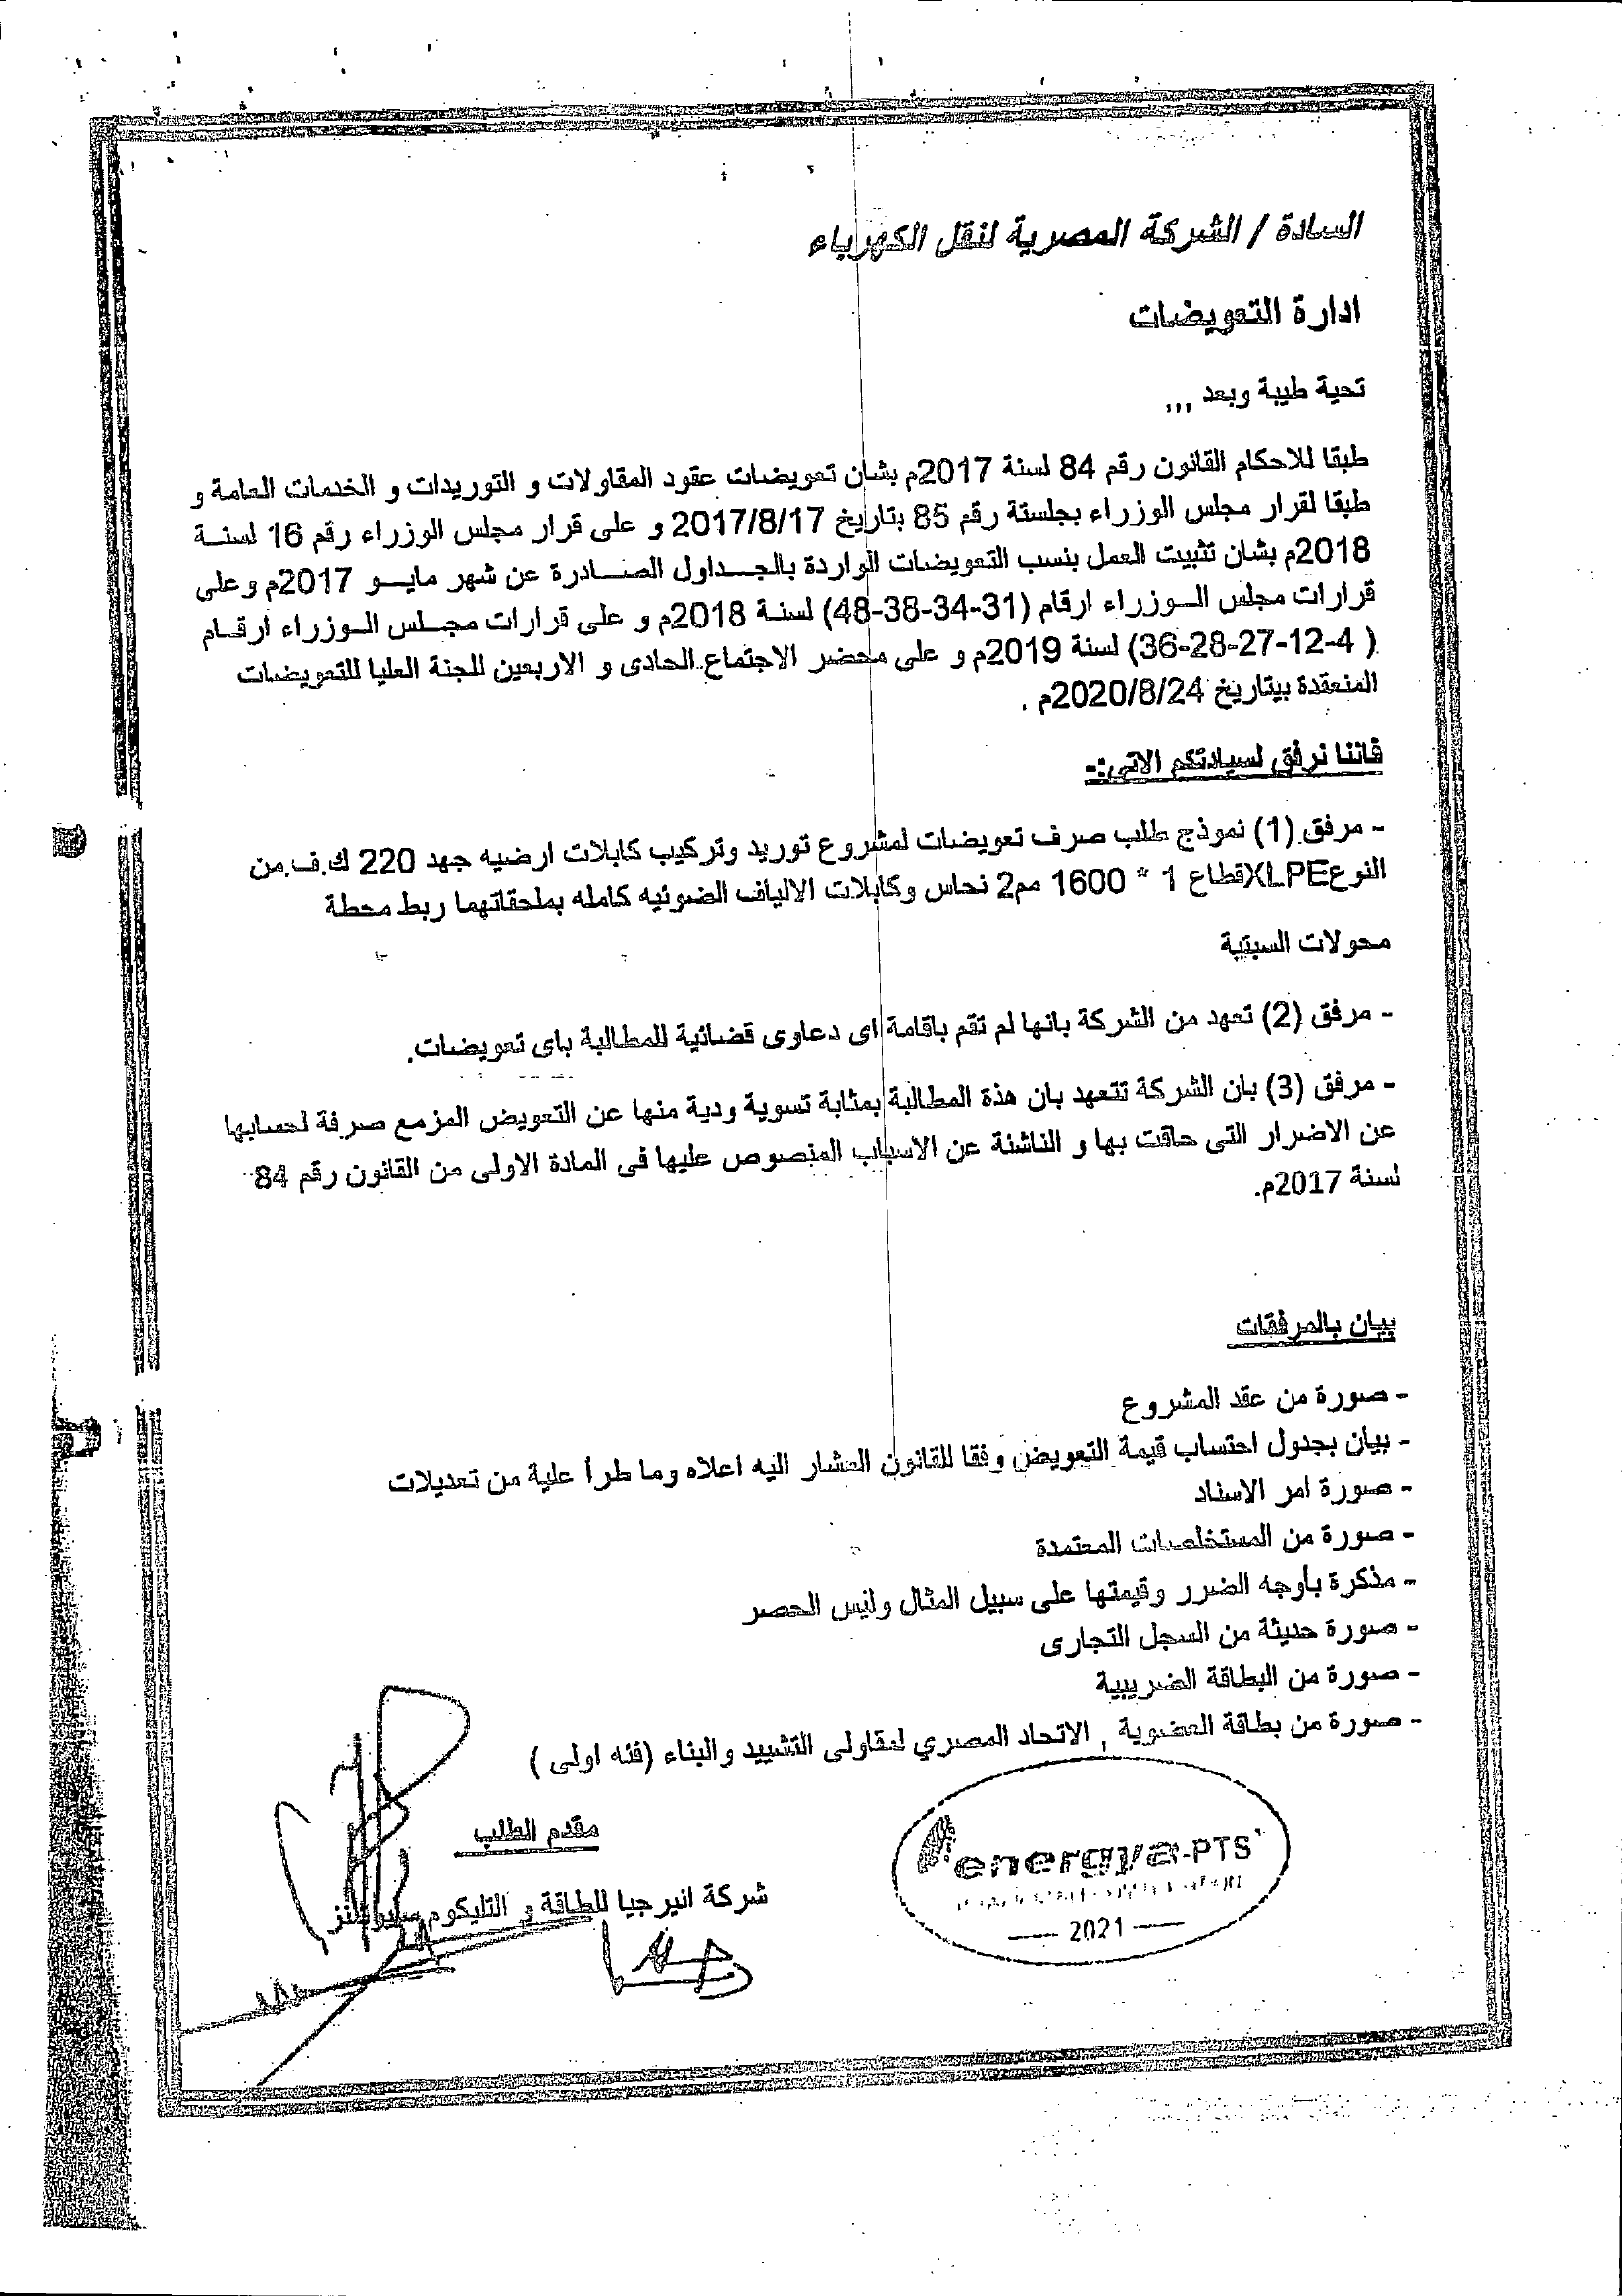 السادة / الشركة المصرية لنقل الكهرباء
ادارة التعويضات
تحية طيبة وبعد ,,,
طبقا للاحكام القانون رقم 84 لسنة 2017م بشان تعويضات عقود المقاولات و التوريدات و الخدمات العامة و
طبقا لقرار مجلس الوزراء بجلستة رقم 85 بتاريخ 2017/8/17 و على قرار مجلس الوزراء رقم 16 لسنة
2018م بشان تثبيت العمل بنسب التعويضات الواردة بالجداول الصادرة عن شهر مايو 2017م وعلى
قرارات مجلس الوزراء ارقام (31-34-38-48) لسنة 2018م و على قرارات مجلس الوزراء ارقام
( 4-12-27-28-36) لسنة 2019م و على محضر الاجتماع الحادى و الاربعين للجنة العليا للتعويضات
المنعقدة بيتاريخ 2020/8/24م .
فاننا نرفق لسيادتكم الاتى:-
- مرفق (1) نموذج طلب صرف تعويضات لمشروع توريد وتركيب كابلات ارضيه جهد 220 ك.ف.من
النوعXLPEقطاع 1 * 1600 مم2 نحاس وكابلات الالياف الضوئيه كامله بملحقاتهما ربط محطة
محولات السبتية
- مرفق (2) تعهد من الشركة بانها لم تقم باقامة اى دعاوى قضائية للمطالبة باى تعويضات.
- مرفق (3) بان الشركة تتعهد بان هذة المطالبة بمثابة تسوية ودية منها عن التعويض المزمع صرفة لحسابها
عن الاضرار التى حاقت بها و الناشئة عن الاسباب المنصوص عليها فى المادة الاولى من القانون رقم 84
لسنة 2017م.
بيان بالمرفقات
- صورة من عقد المشروع
- بيان بجدول احتساب قيمة التعويض وفقا للقانون المشار اليه اعلاه وما طرأ علية من تعديلات
- صورة امر الاسناد
- صورة من المستخلصات المعتمدة
- مذكرة بأوجه الضرر وقيمتها على سبيل المثال وليس الحصر
- صورة حديثة من السجل التجارى
- صورة من البطاقة الضريبية
- صورة من بطاقة العضوية , الاتحاد المصري لمقاولى التشييد والبناء (فئه اولى )
مقدم الطلب
شركة انيرجيا للطاقة و التليكوم سليوشنز
energya-PTS
2021